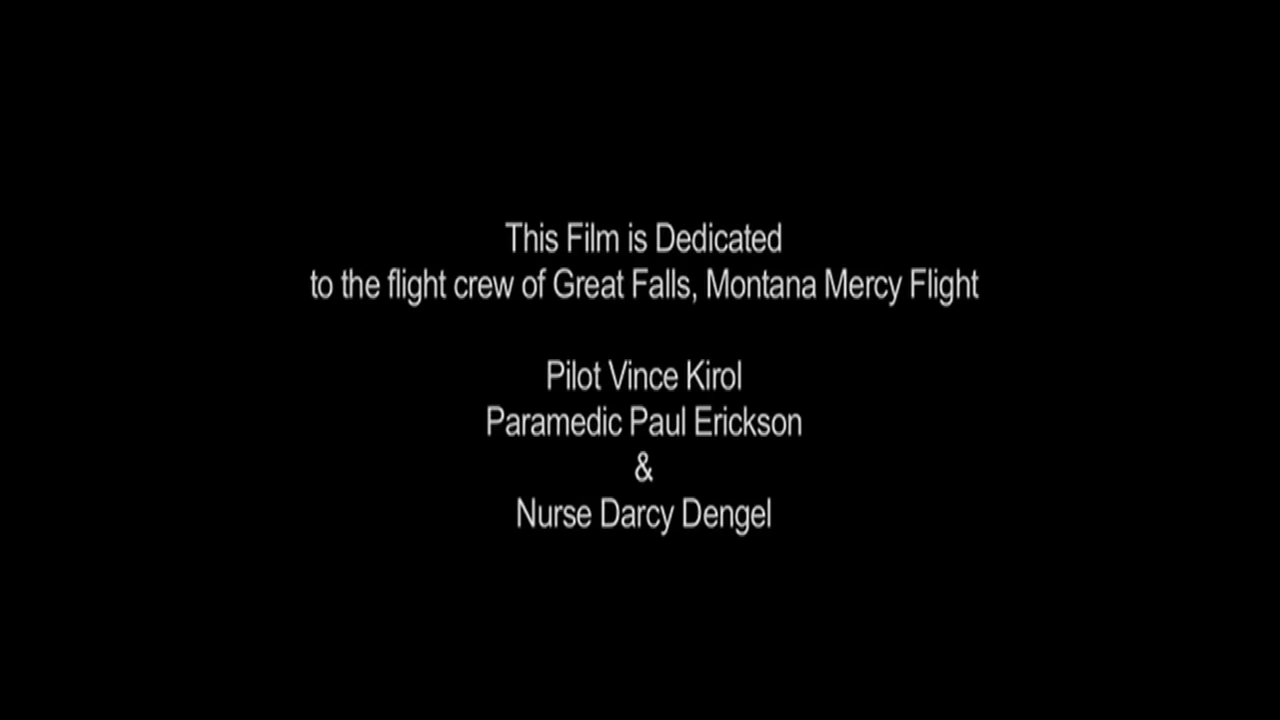 This Film is Dedicated
to the flight crew of Great Falls, Montana Mercy Flight
Pilot Vince Kirol
Paramedic Paul Erickson
&
Nurse Darcy Dengel